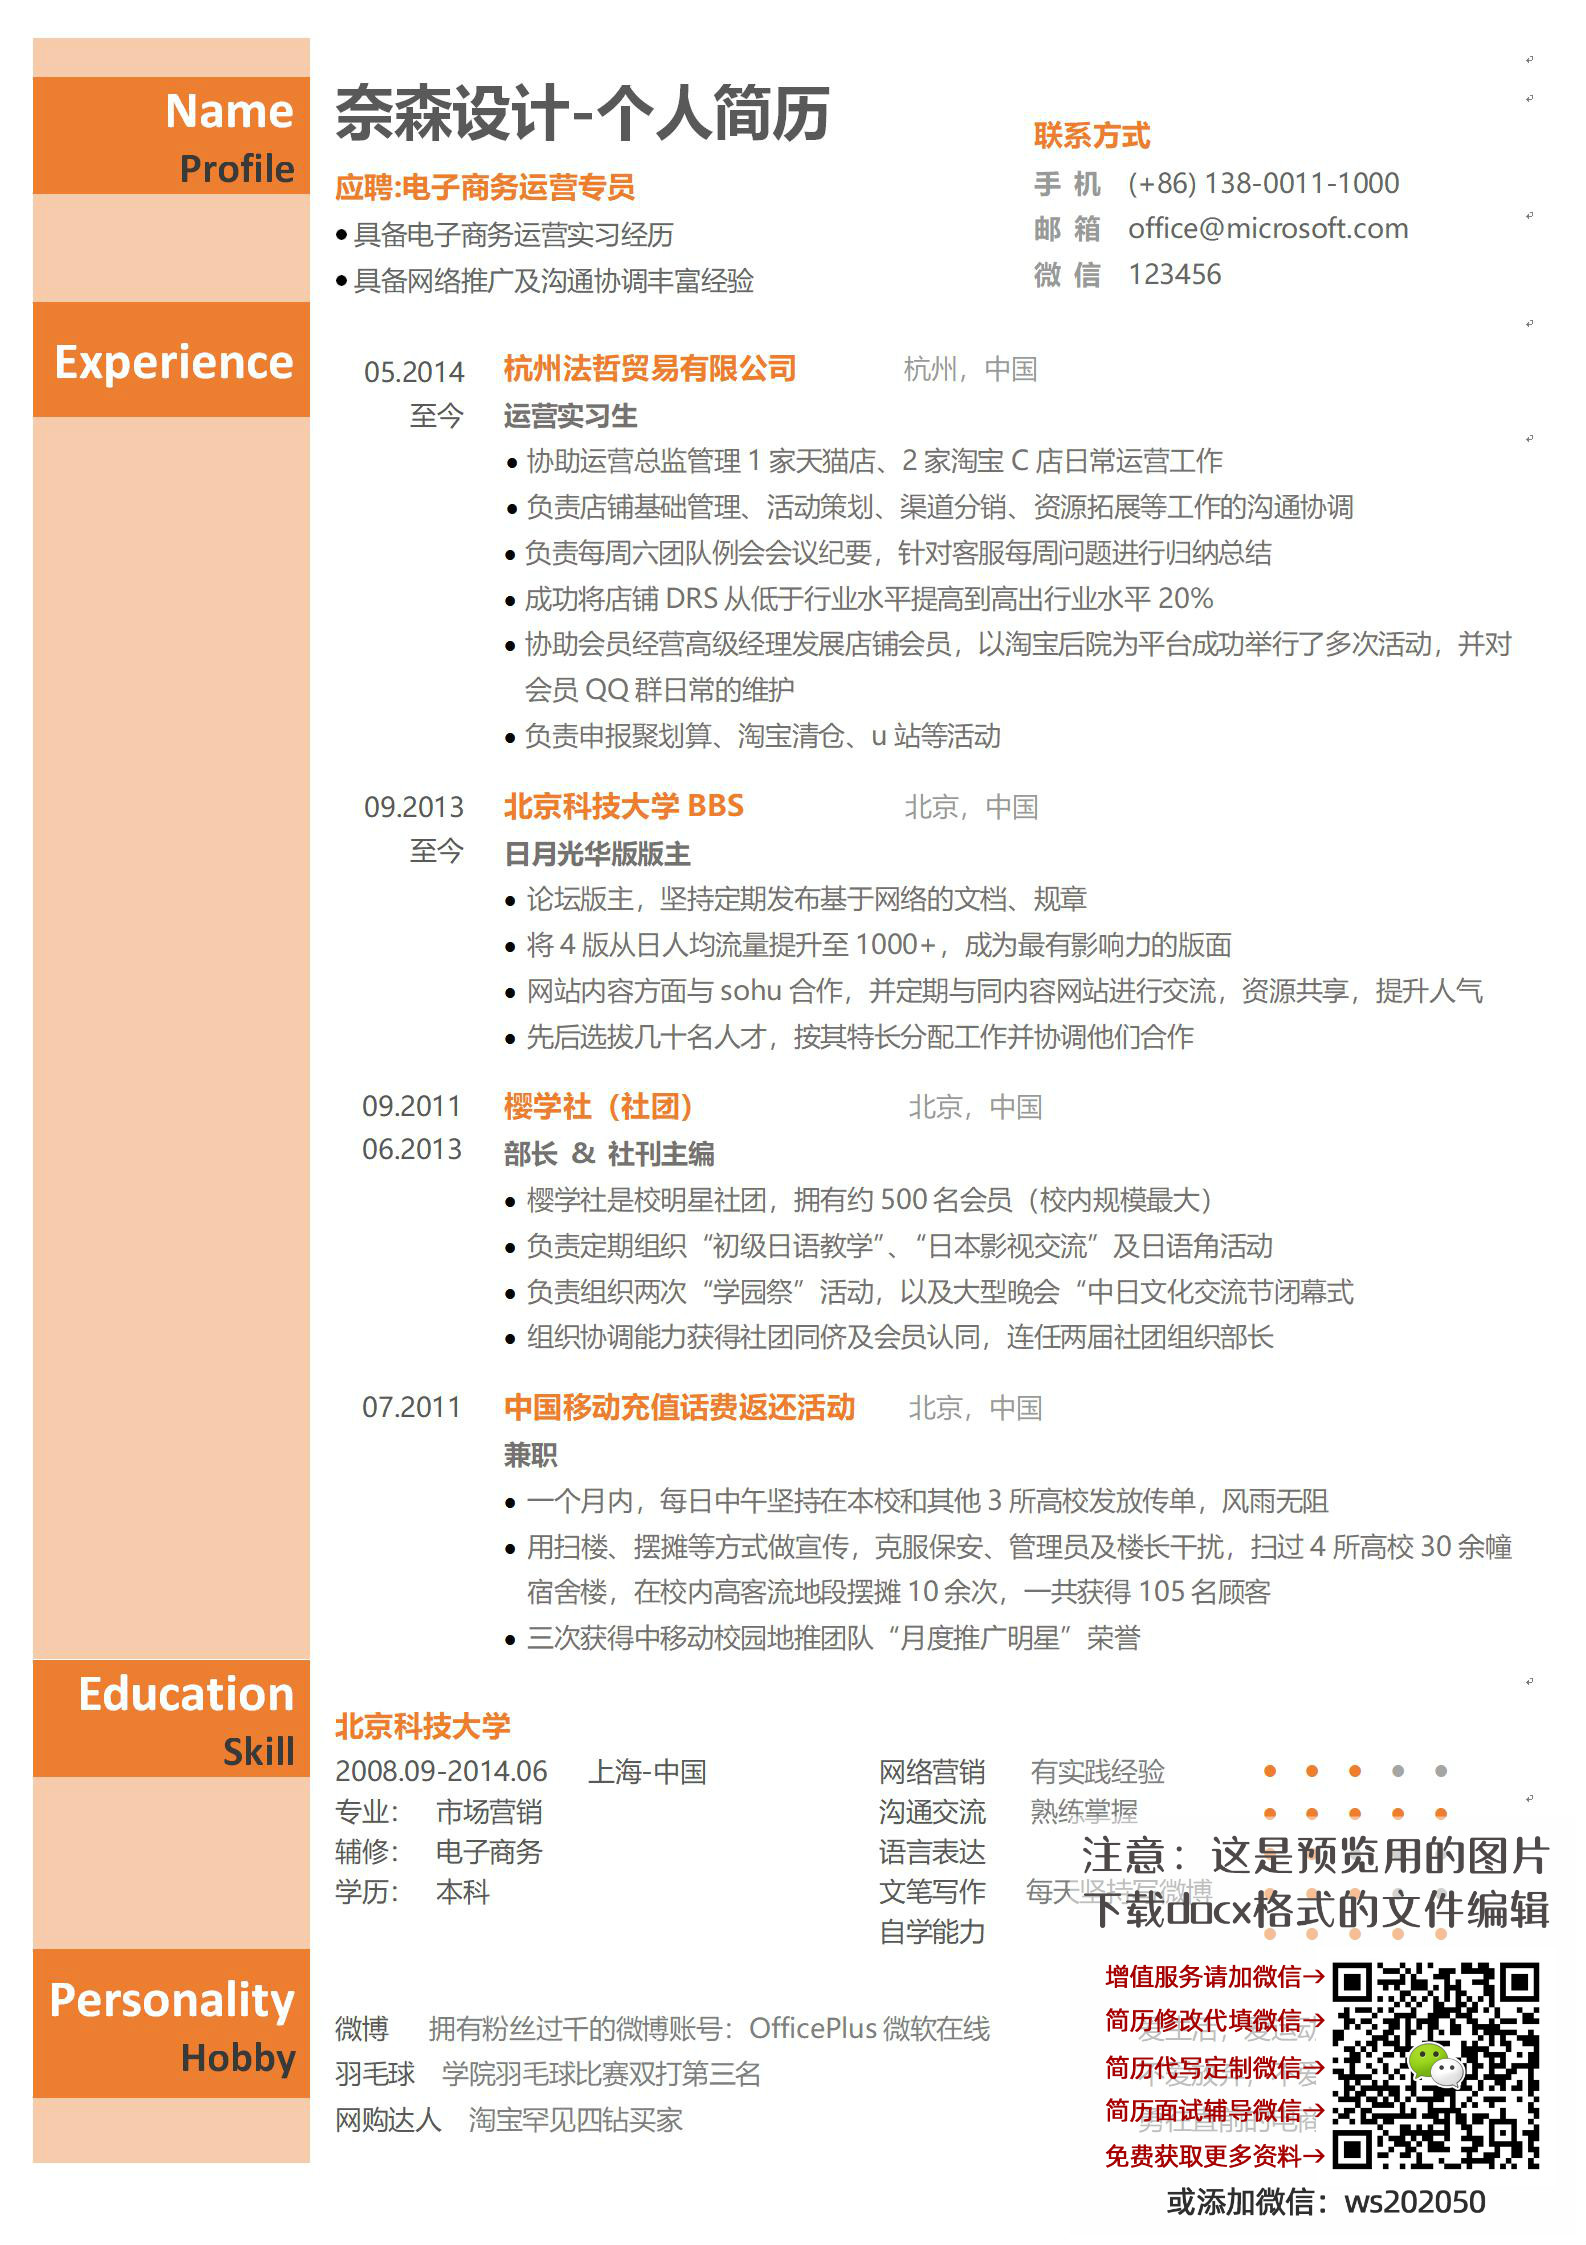 Name
Profile
奈森设计-个人简历
应聘:电子商务运营专员
●具备电子商务运营实习经历
●具备网络推广及沟通协调丰富经验
联系方式
手 机 (+86) 138-0011-1000
邮 箱 office@microsoft.com
微 信 123456
Experience
05.2014 杭州法哲贸易有限公司 杭州，中国
至今 运营实习生
● 协助运营总监管理 1 家天猫店、2 家淘宝 C 店日常运营工作
● 负责店铺基础管理、活动策划、渠道分销、资源拓展等工作的沟通协调
● 负责每周六团队例会会议纪要，针对客服每周问题进行归纳总结
● 成功将店铺 DRS 从低于行业水平提高到高出行业水平 20%
● 协助会员经营高级经理发展店铺会员，以淘宝后院为平台成功举行了多次活动，并对
会员 QQ 群日常的维护
● 负责申报聚划算、淘宝清仓、u 站等活动
09.2013 北京科技大学 BBS 北京，中国
至今 日月光华版版主
● 论坛版主，坚持定期发布基于网络的文档、规章
● 将 4 版从日人均流量提升至 1000+，成为最有影响力的版面
● 网站内容方面与 sohu 合作，并定期与同内容网站进行交流，资源共享，提升人气
● 先后选拔几十名人才，按其特长分配工作并协调他们合作
09.2011 樱学社（社团） 北京，中国
06.2013 部长 & 社刊主编
● 樱学社是校明星社团，拥有约 500 名会员（校内规模最大）
● 负责定期组织“初级日语教学”、“日本影视交流”及日语角活动
● 负责组织两次“学园祭”活动，以及大型晚会“中日文化交流节闭幕式
● 组织协调能力获得社团同侪及会员认同，连任两届社团组织部长
07.2011 中国移动充值话费返还活动 北京，中国
兼职
● 一个月内，每日中午坚持在本校和其他 3 所高校发放传单，风雨无阻
● 用扫楼、摆摊等方式做宣传，克服保安、管理员及楼长干扰，扫过 4 所高校 30 余幢
宿舍楼，在校内高客流地段摆摊 10 余次，一共获得 105 名顾客
● 三次获得中移动校园地推团队“月度推广明星”荣誉
Education
Skill
北京科技大学
2008.09-2014.06 上海-中国
专业： 市场营销
辅修： 电子商务
学历： 本科
网络营销 有实践经验
沟通交流 熟练掌握
语言表达
文笔写作 每天坚持写微博
自学能力
注意：这是预览用的图片
下载docx格式的文件编辑
Personality
Hobby
微博 拥有粉丝过千的微博账号：OfficePlus 微软在线
羽毛球 学院羽毛球比赛双打第三名
网购达人 淘宝罕见四钻买家
增值服务请加微信→
简历修改代填微信→
简历代写定制微信→
简历面试辅导微信→
免费获取更多资料→
或添加微信：ws202050